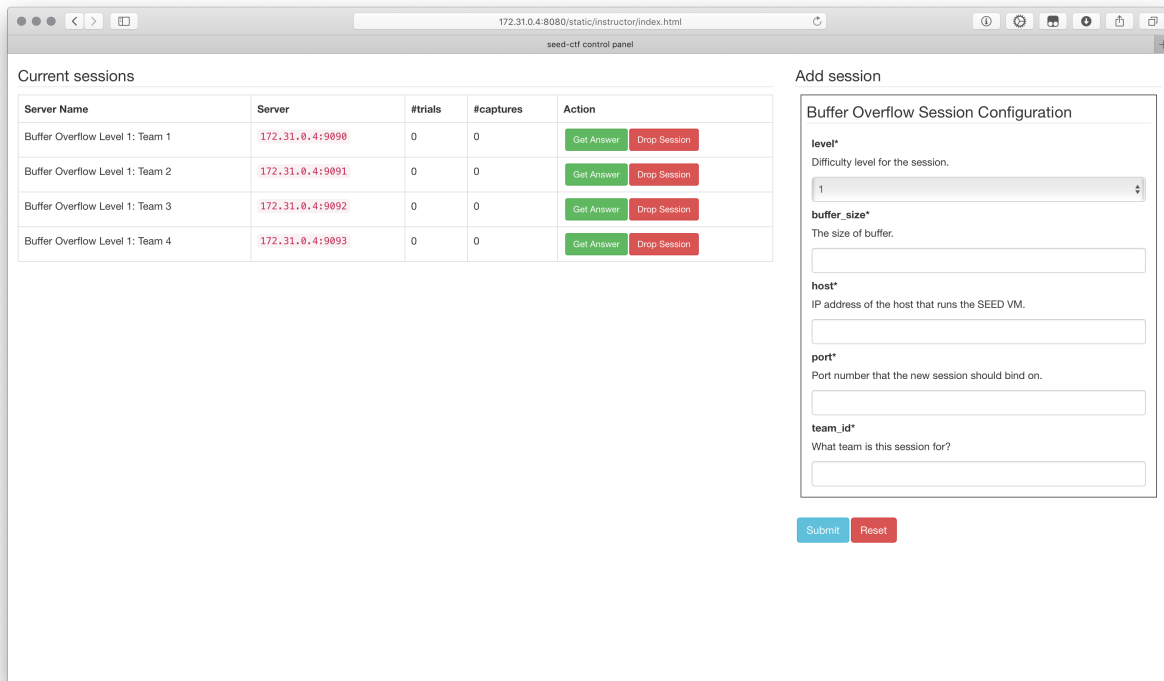 172.31.0.4:8080/static/instructor/index.html
seed-ctf control panel
Current sessions
Server Name Server #trials #captures Action
Buffer Overflow Level 1: Team 1 172.31.0.4:9090 0 0 Get Answer Drop Session
Buffer Overflow Level 1: Team 2 172.31.0.4:9091 0 0 Get Answer Drop Session
Buffer Overflow Level 1: Team 3 172.31.0.4:9092 0 0 Get Answer Drop Session
Buffer Overflow Level 1: Team 4 172.31.0.4:9093 0 0 Get Answer Drop Session
Add session
Buffer Overflow Session Configuration
level*
Difficulty level for the session.
1
buffer_size*
The size of buffer.
host*
IP address of the host that runs the SEED VM.
port*
Port number that the new session should bind on.
team_id*
What team is this session for?
Submit Reset